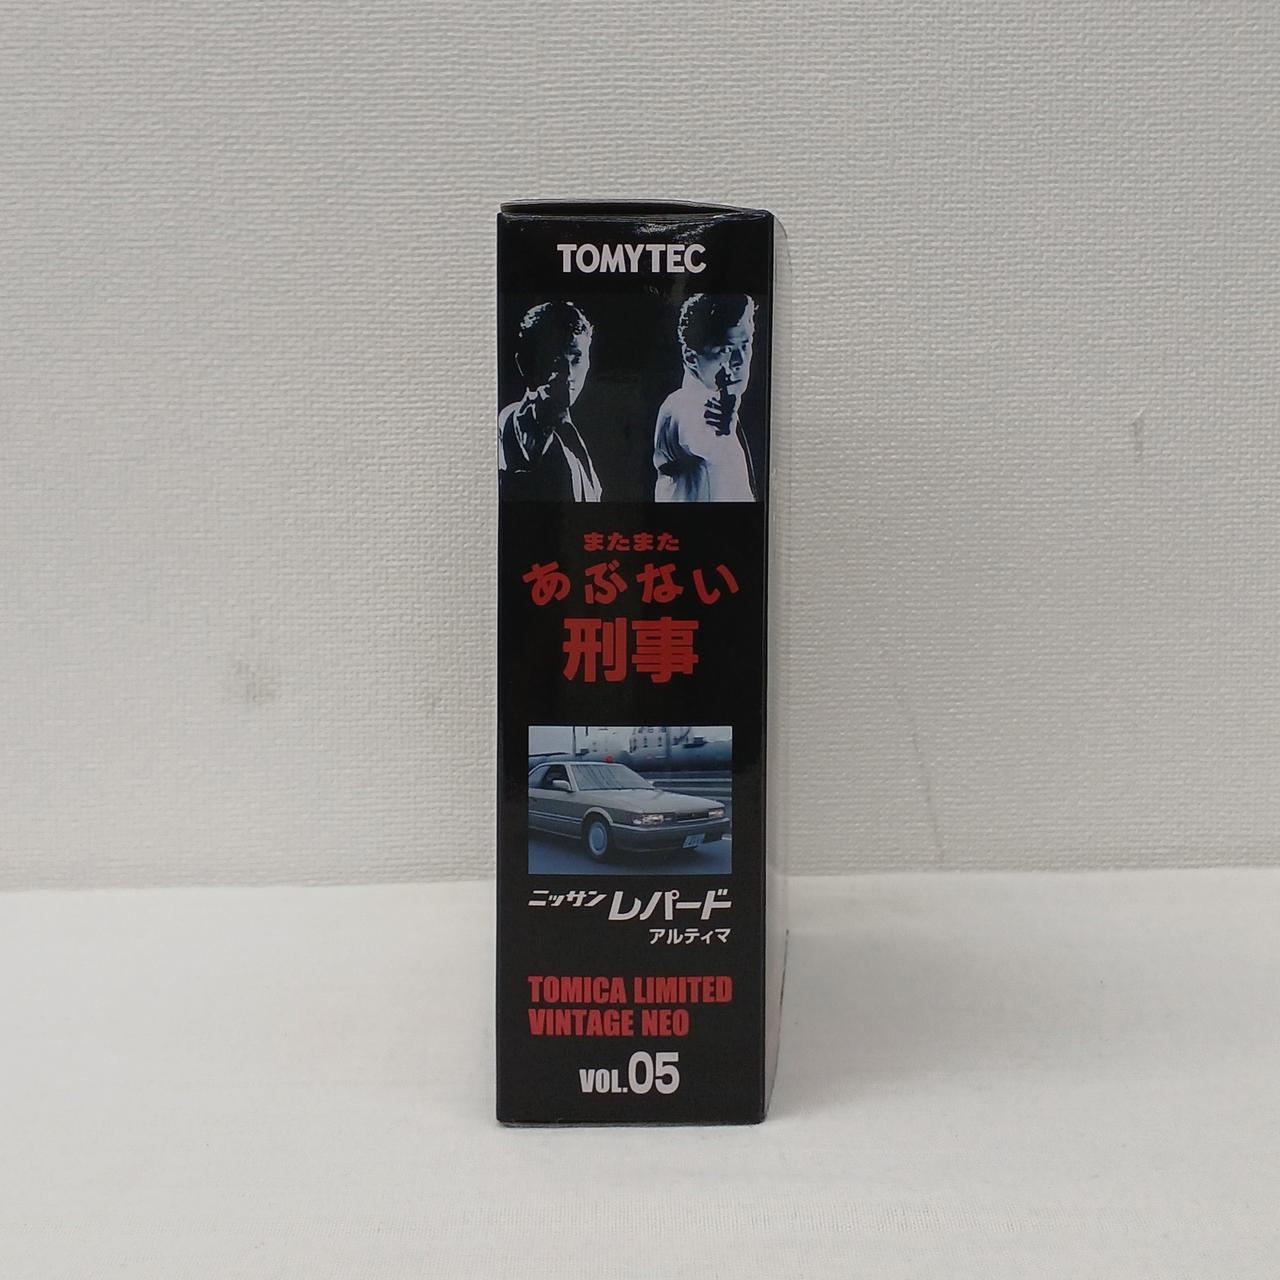 TOMYTEC
またまた
あぶない
刑事
ニッサン レパード
アルティマ
TOMICA LIMITED
VINTAGE NEO
VOL.05